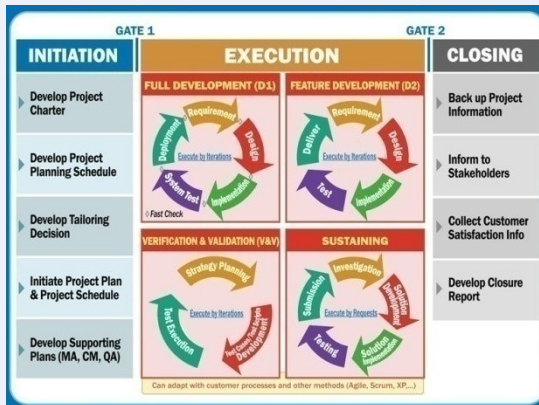 GATE 1
GATE 2
INITIATION
EXECUTION
CLOSING
Develop Project
Charter
Develop Project
Planning Schedule
Develop Tailoring
Decision
Initiate Project Plan
& Project Schedule
Develop Supporting
Plans (MA, CM, QA)
FULL DEVELOPMENT (D1)
Requirement
Design
Implementation
System Test
Deployment
Execute by Iterations
◊ Fast Check
FEATURE DEVELOPMENT (D2)
Requirement
Design
Implementation
Test
Deliver
Execute by Iterations
VERIFICATION & VALIDATION (V&V)
Strategy Planning
Test Cases/Test Scripts
Development
Test Execution
Execute by Iterations
SUSTAINING
Investigation
Solution
Development
Solution
Implementation
Testing
Submission
Execute by Requests
Can adapt with customer processes and other methods (Agile, Scrum, XP,...)
Back up Project
Information
Inform to
Stakeholders
Collect Customer
Satisfaction Info
Develop Closure
Report